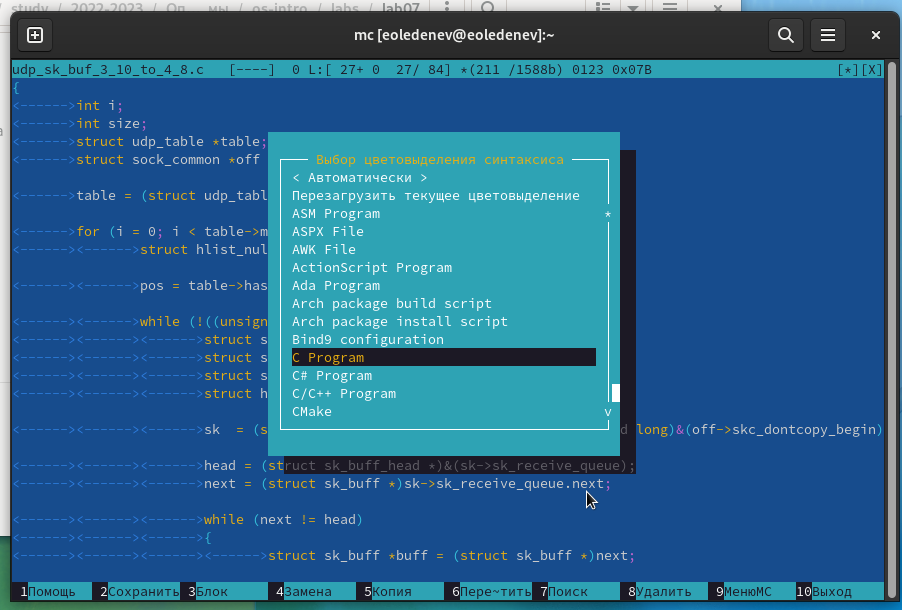 study / 2022-2023 / Оп мы / os-intro / labs / lab07
mc [eoledenev@eoledenev]:~
udp_sk_buf_3_10_to_4_8.c [----] 0 L:[ 27+ 0 27/ 84] *(211 /1588b) 0123 0x07B [*][X]
{
<------>int i;
<------>int size;
<------>struct udp_table *table;
<------>struct sock_common *off
<------>table = (struct udp_tabl
<------>for (i = 0; i < table->m
<------><------>struct hlist_nul
<------><------>pos = table->has
<------><------>while (!((unsign
<------><------><------>struct s
<------><------><------>struct s
<------><------><------>struct s
<------><------><------>struct h
<------><------><------>sk = (s d long)&(off->skc_dontcopy_begin)
<------><------><------>head = (struct sk_buff_head *)&(sk->sk_receive_queue);
<------><------><------>next = (struct sk_buff *)sk->sk_receive_queue.next;
<------><------><------>while (next != head)
<------><------><------>{
<------><------><------><------>struct sk_buff *buff = (struct sk_buff *)next;
Выбор цветовыделения синтаксиса
< Автоматически >
Перезагрузить текущее цветовыделение
ASM Program
ASPX File
AWK File
ActionScript Program
Ada Program
Arch package build script
Arch package install script
Bind9 configuration
C Program
C# Program
C/C++ Program
CMake
1Помощь 2Сохранить 3Блок 4Замена 5Копия 6Пере~тить 7Поиск 8Удалить 9МенюMC 10Выход